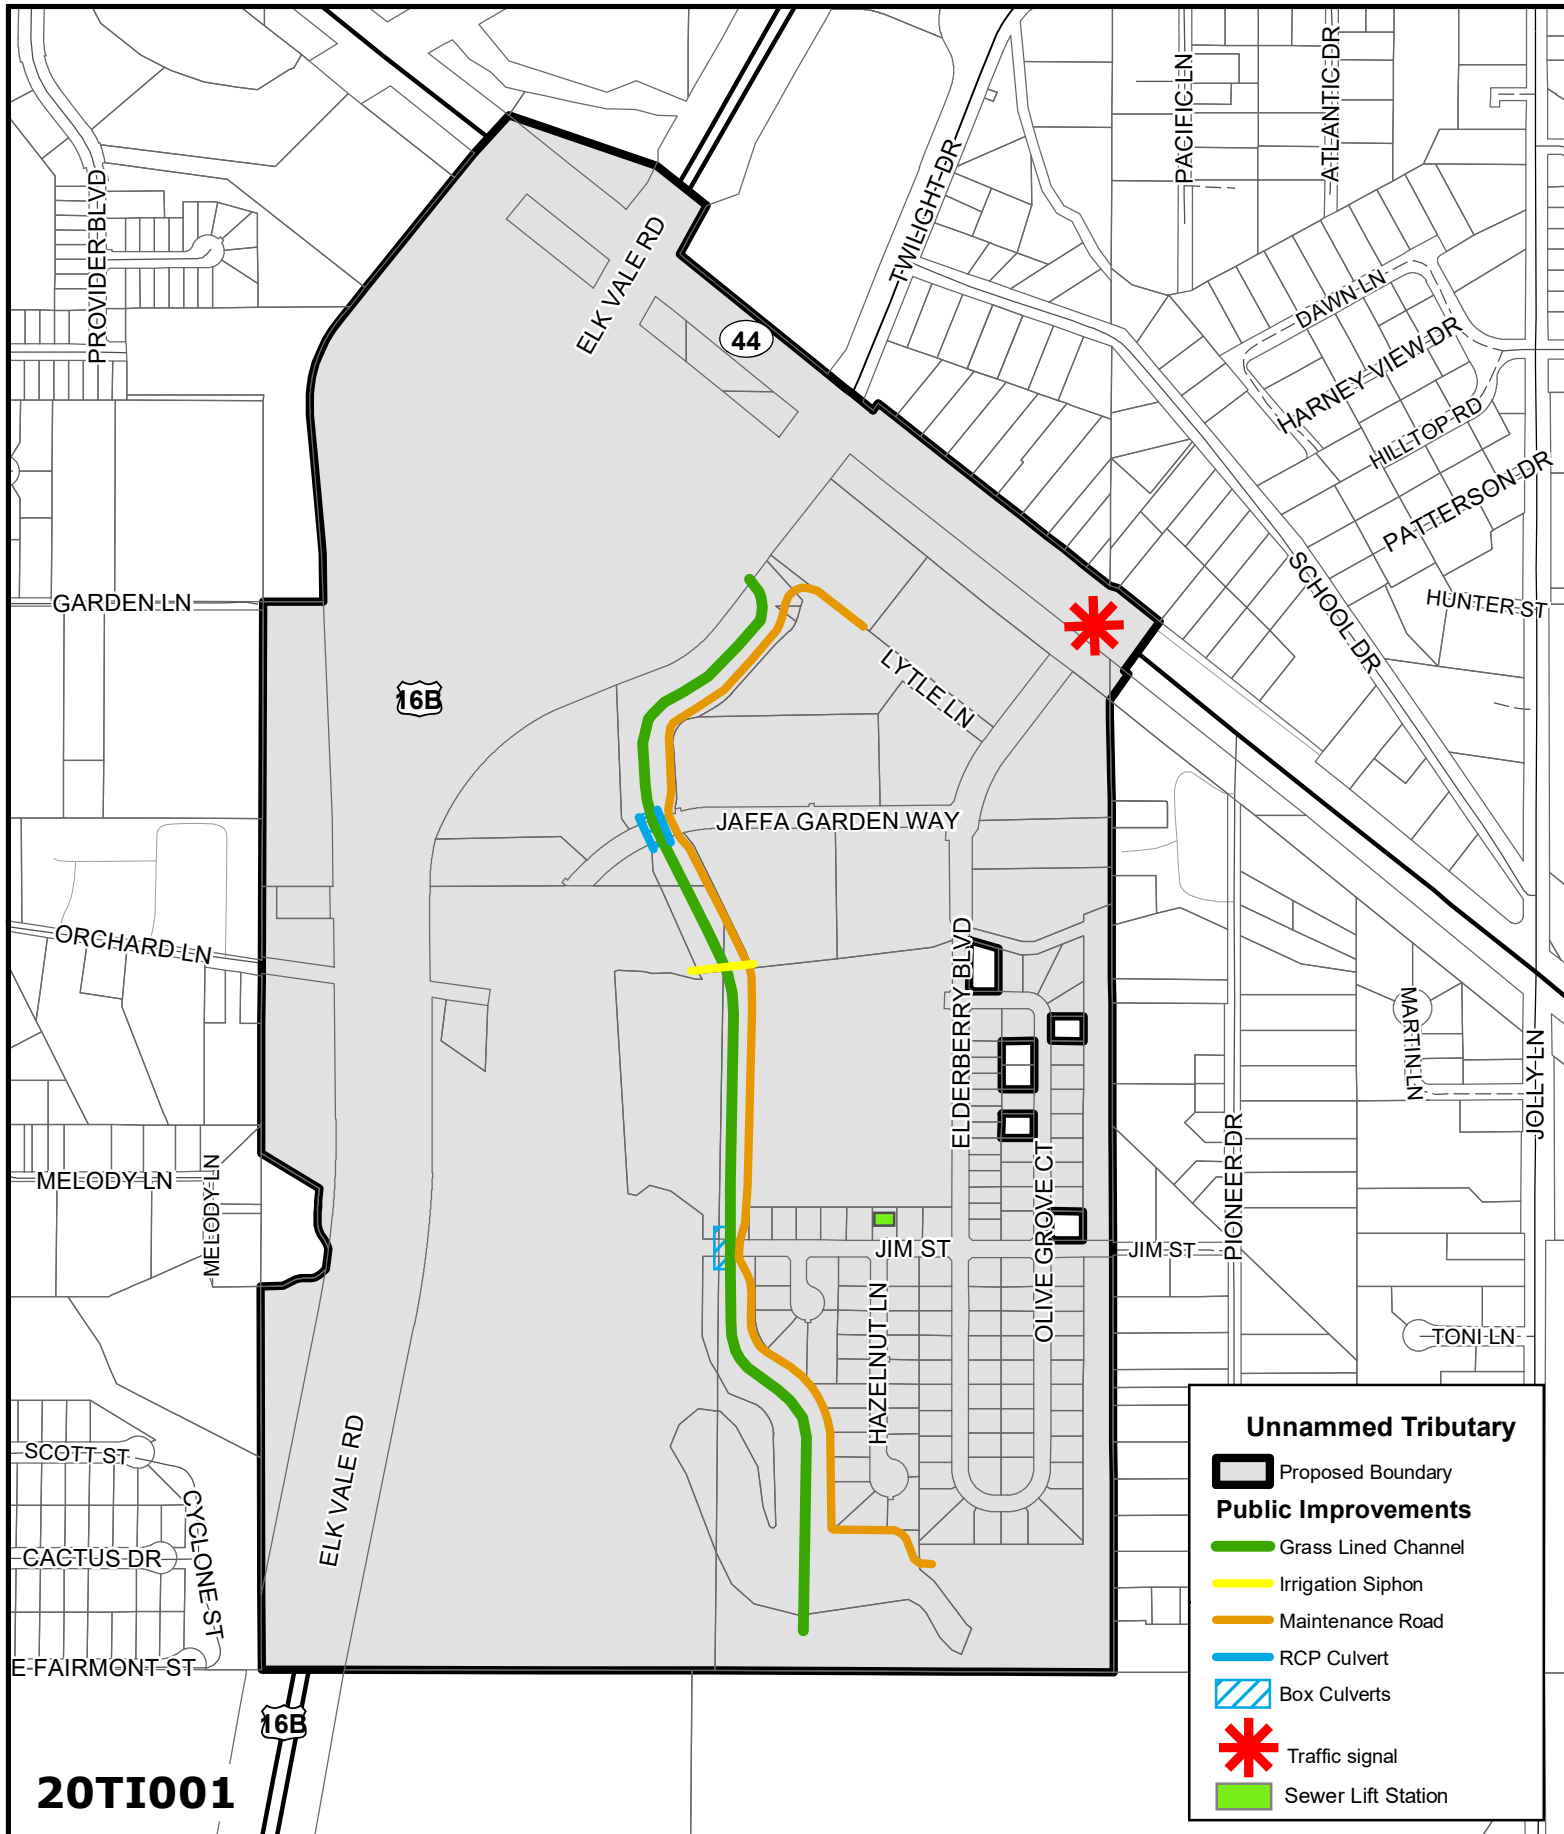 PACIFIC LN
ATLANTIC DR
TWILIGHT DR
PROVIDER BLVD
ELK VALE RD
44
DAWN LN
HARNEY VIEW DR
HILLTOP RD
PATTERSON DR
SCHOOL DR
HUNTER ST
GARDEN LN
LYTLE LN
16B
JAFFA GARDEN WAY
ORCHARD LN
ELDERBERRY BLVD
MARTIN LN
JOLLY LN
MELODY LN
MELODY LN
OLIVE GROVE CT
PIONEER DR
JIM ST
JIM ST
HAZELNUT LN
TONI LN
SCOTT ST
CYCLONE ST
ELK VALE RD
CACTUS DR
E FAIRMONT ST
16B
20TI001
Unnammed Tributary
Proposed Boundary
Public Improvements
Grass Lined Channel
Irrigation Siphon
Maintenance Road
RCP Culvert
Box Culverts
Traffic signal
Sewer Lift Station